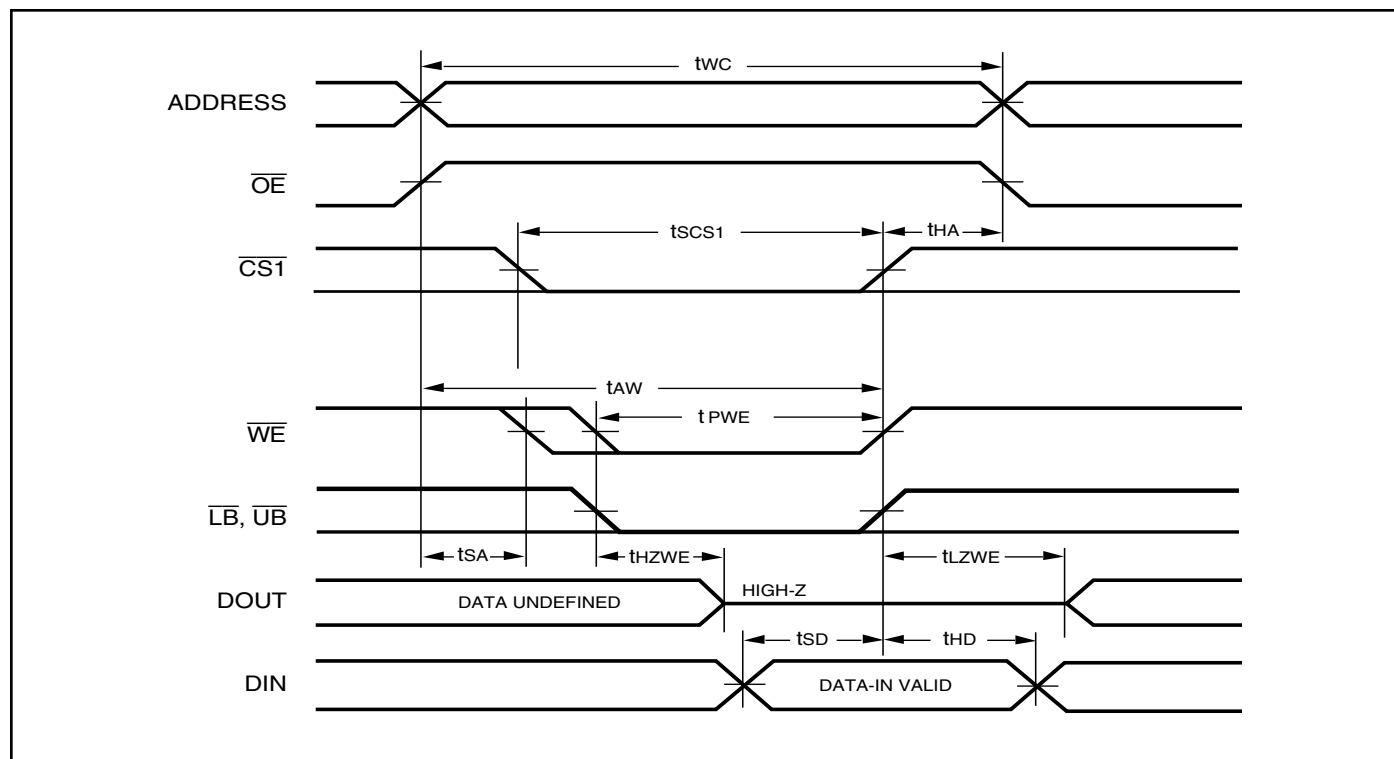 tWC
ADDRESS
OE
tSCS1
tHA
CS1
tAW
t PWE
WE
LB, UB
tSA
tHZWE
tLZWE
DOUT
DATA UNDEFINED
HIGH-Z
tSD
tHD
DIN
DATA-IN VALID